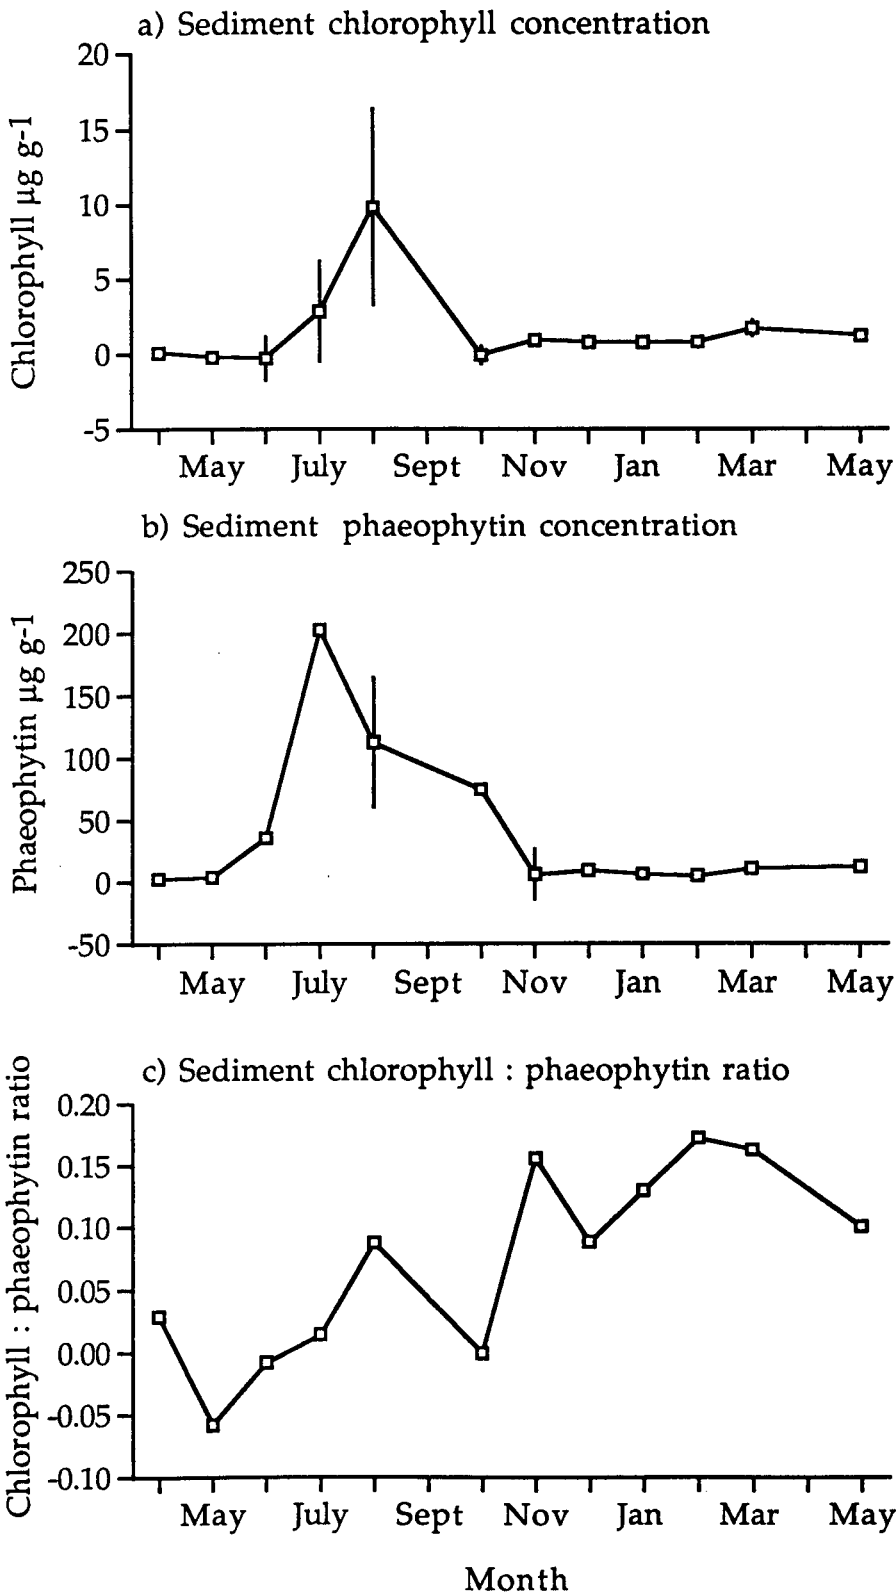 a) Sediment chlorophyll concentration
Chlorophyll µg g-1
20
15
10
5
0
-5
May July Sept Nov Jan Mar May
b) Sediment phaeophytin concentration
Phaeophytin µg g-1
250
200
150
100
50
0
-50
May July Sept Nov Jan Mar May
c) Sediment chlorophyll : phaeophytin ratio
Chlorophyll : phaeophytin ratio
0.20
0.15
0.10
0.05
0.00
-0.05
-0.10
May July Sept Nov Jan Mar May
Month